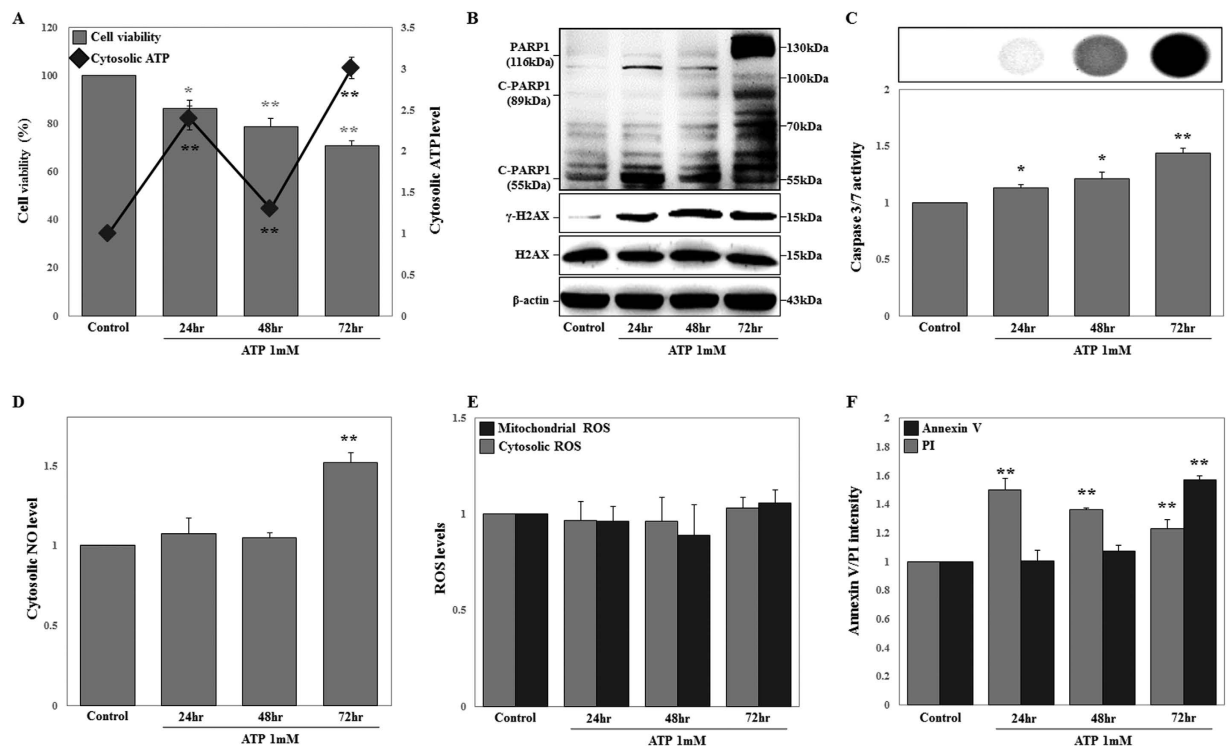 A
Cell viability
Cytosolic ATP
Cell viability (%)
120
100
80
60
40
20
0
Cytosolic ATP level
3.5
3
2.5
2
1.5
1
0.5
0
*
**
**
**
**
**
Control
24hr
48hr
72hr
ATP 1mM
B
PARP1
(116kDa)
C-PARP1
(89kDa)
C-PARP1
(55kDa)
γ-H2AX
H2AX
β-actin
130kDa
100kDa
70kDa
55kDa
15kDa
15kDa
43kDa
Control
24hr
48hr
72hr
ATP 1mM
C
Caspase 3/7 activity
2
1.5
1
0.5
0
*
*
**
Control
24hr
48hr
72hr
ATP 1mM
D
Cytosolic NO level
2
1.5
1
0.5
0
**
Control
24hr
48hr
72hr
ATP 1mM
E
Mitochondrial ROS
Cytosolic ROS
ROS levels
1.5
1
0.5
0
Control
24hr
48hr
72hr
ATP 1mM
F
Annexin V
PI
Annexin V/PI intensity
2
1.8
1.6
1.4
1.2
1
0.8
0.6
0.4
0.2
0
**
**
**
**
Control
24hr
48hr
72hr
ATP 1mM